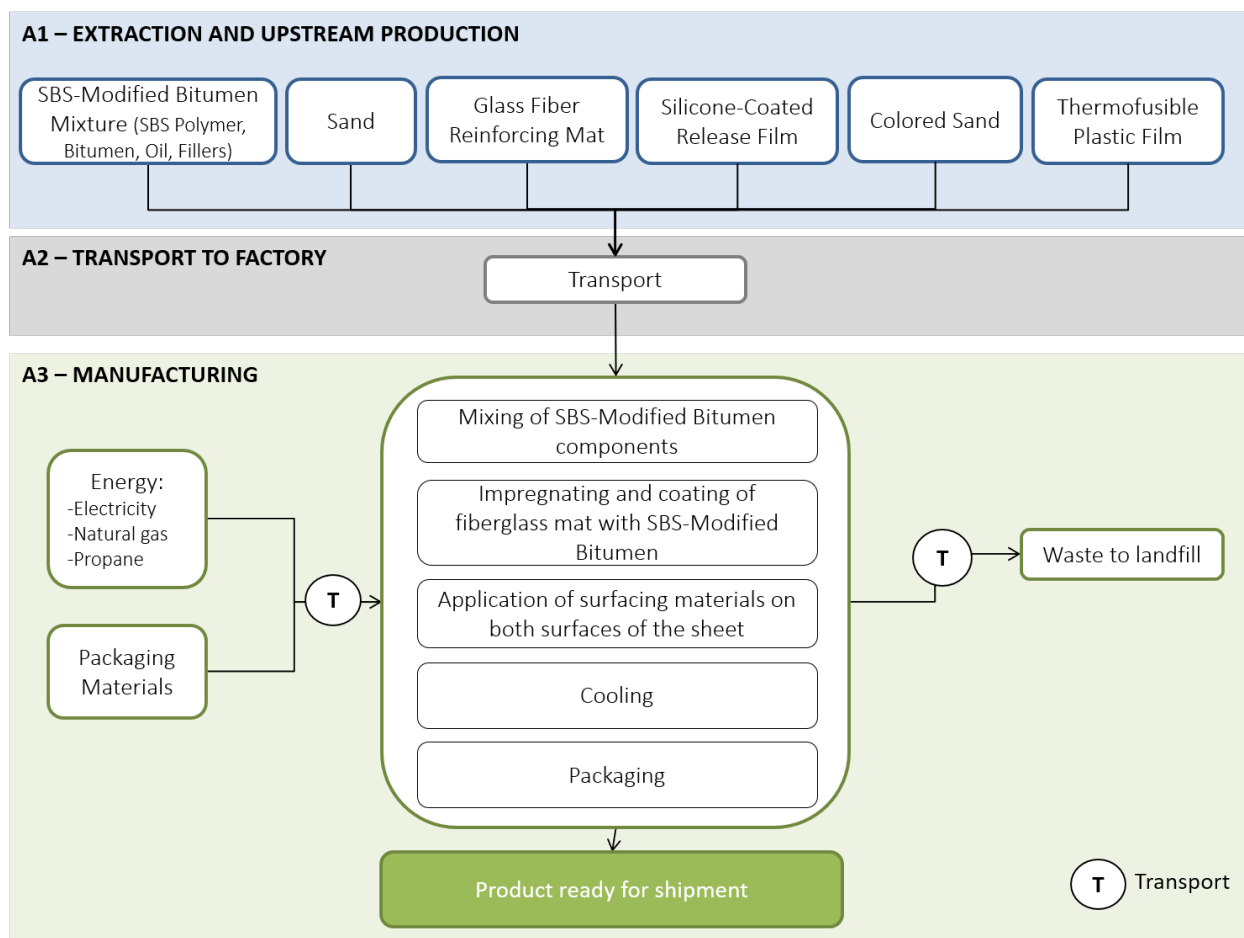 A1 – EXTRACTION AND UPSTREAM PRODUCTION
SBS-Modified Bitumen
Mixture (SBS Polymer,
Bitumen, Oil, Fillers)
Sand
Glass Fiber
Reinforcing Mat
Silicone-Coated
Release Film
Colored Sand
Thermofusible
Plastic Film
A2 – TRANSPORT TO FACTORY
Transport
A3 – MANUFACTURING
Energy:
-Electricity
-Natural gas
-Propane
Packaging
Materials
T
Mixing of SBS-Modified Bitumen
components
Impregnating and coating of
fiberglass mat with SBS-Modified
Bitumen
Application of surfacing materials on
both surfaces of the sheet
Cooling
Packaging
T
Waste to landfill
Product ready for shipment
T Transport